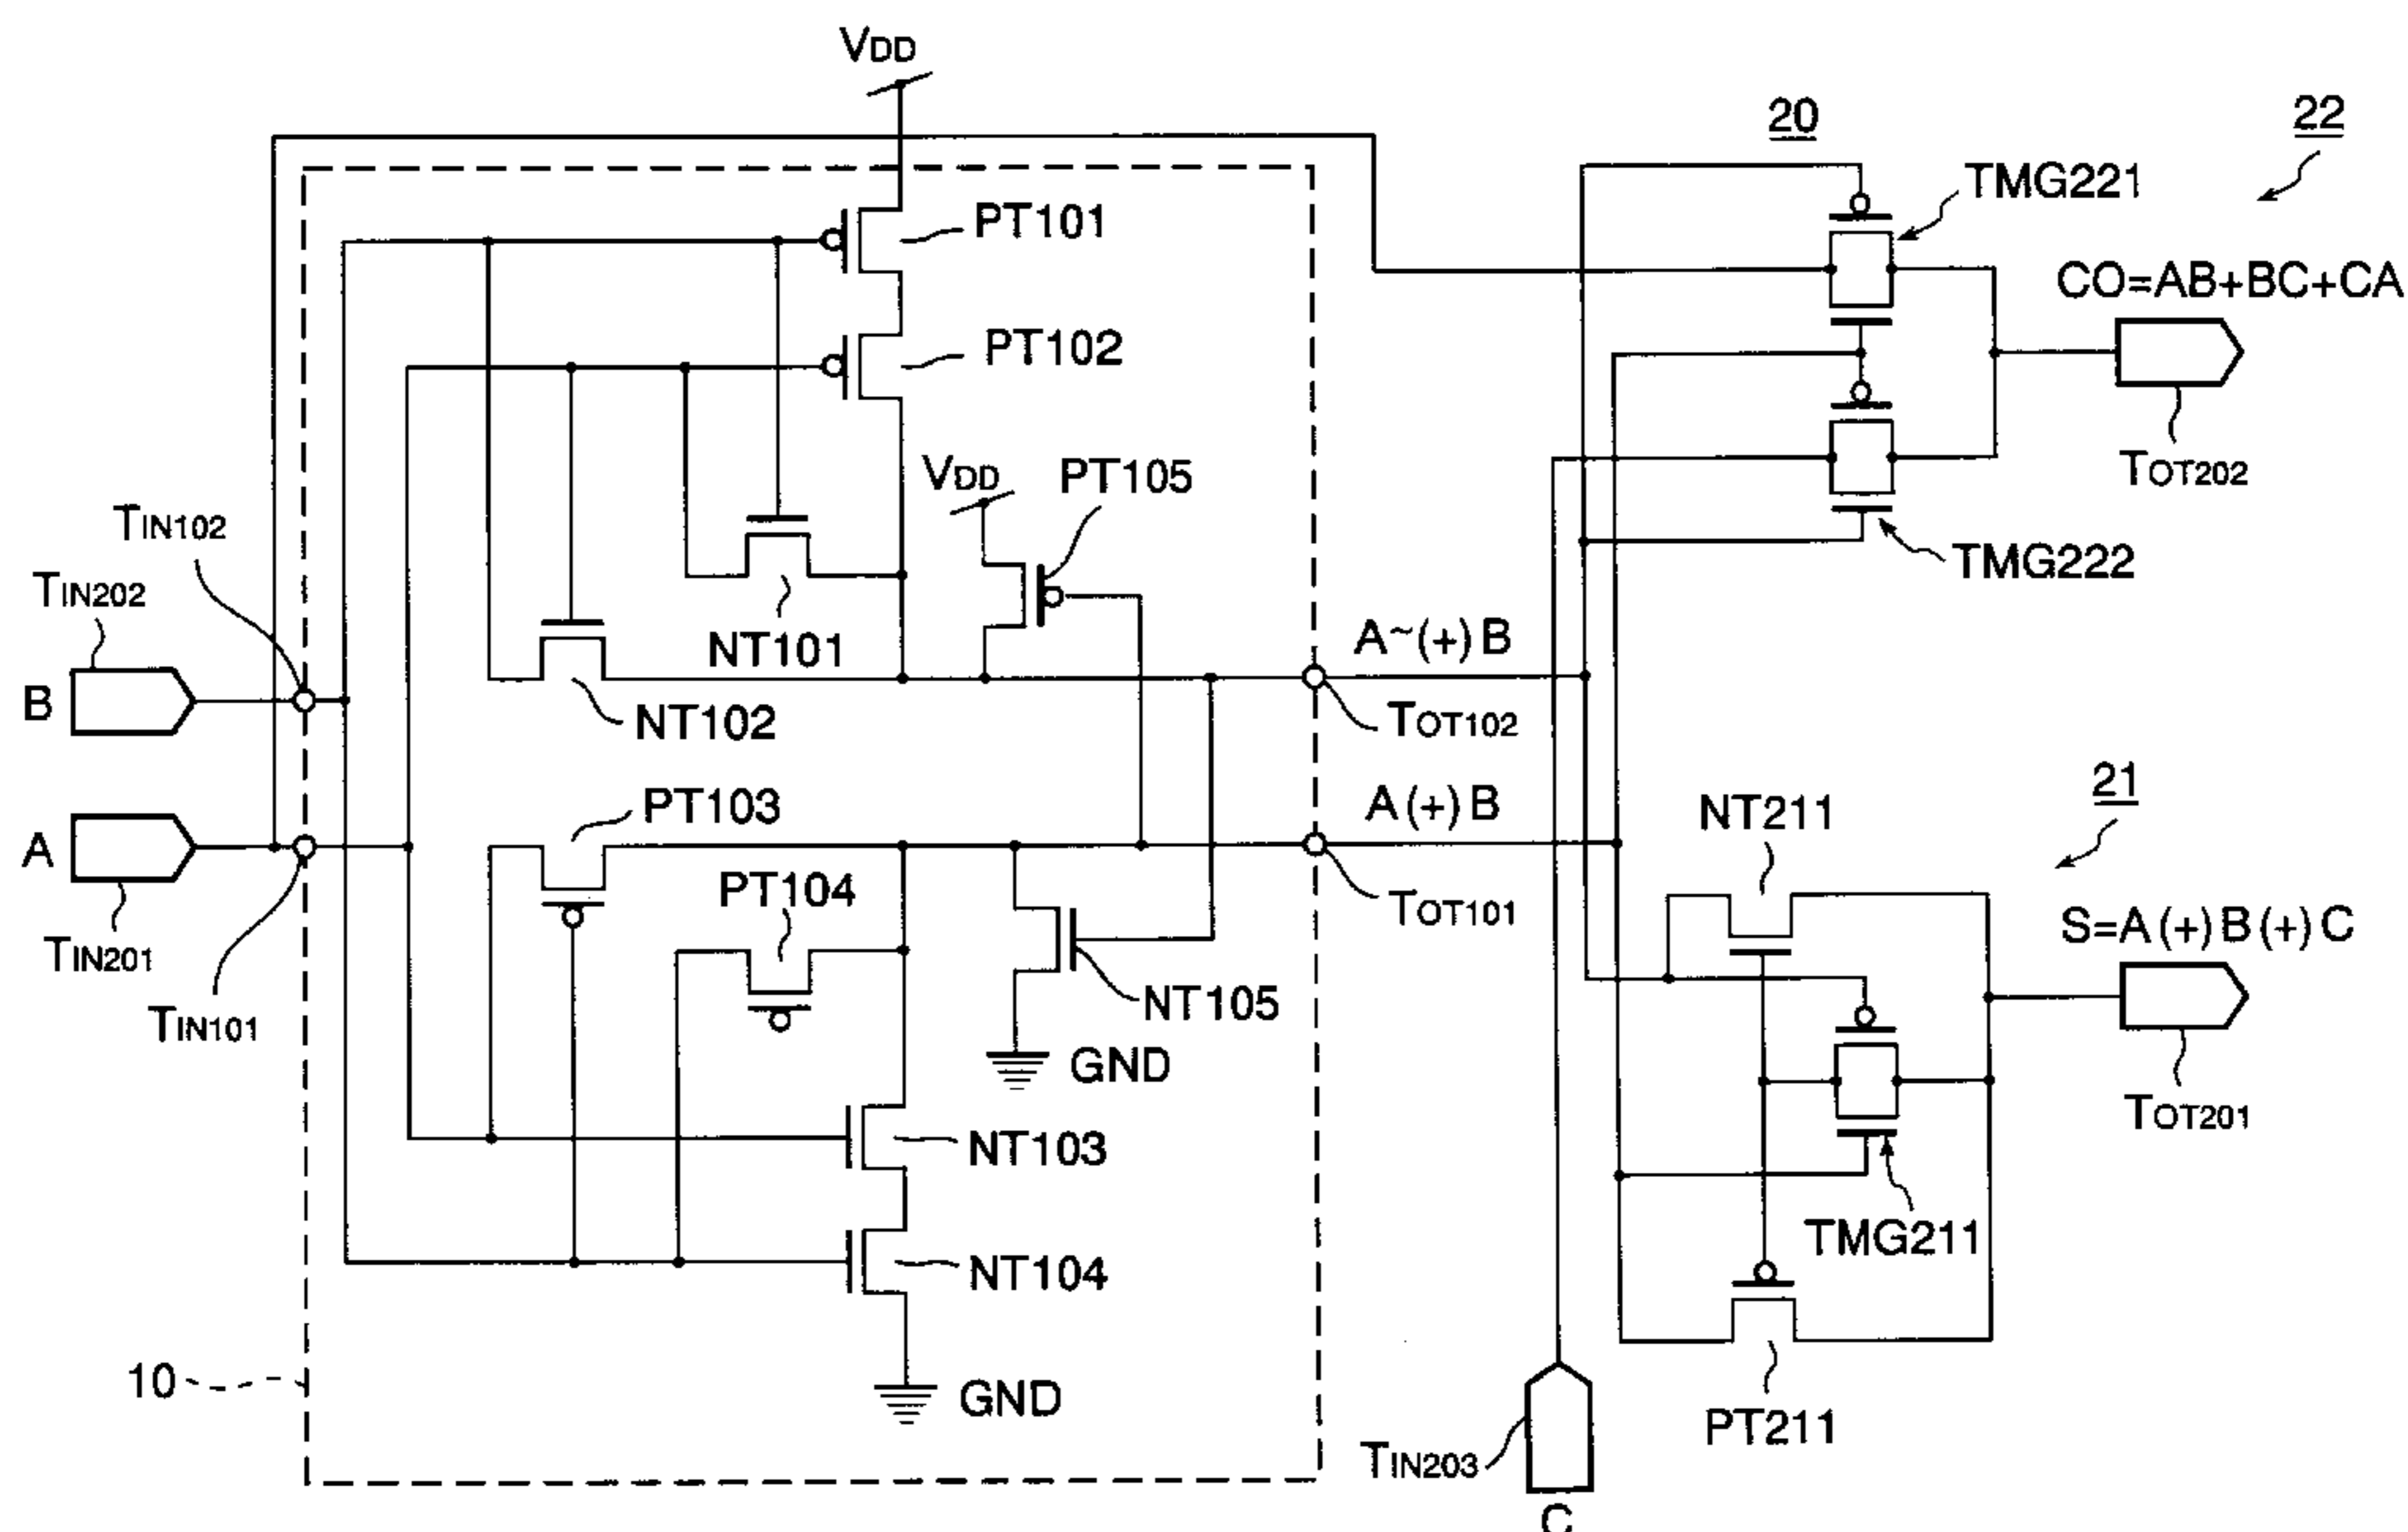 VDD
20
22
TMG221
PT101
CO=AB+BC+CA
PT102
VDD
PT105
TOT202
TIN102
TMG222
TIN202
NT101
A~(+)B
B
NT102
TOT102
21
PT103
A(+)B
NT211
A
PT104
TOT101
S=A(+)B(+)C
TIN201
NT105
TIN101
GND
TOT201
NT103
TMG211
NT104
10
GND
PT211
TIN203
C